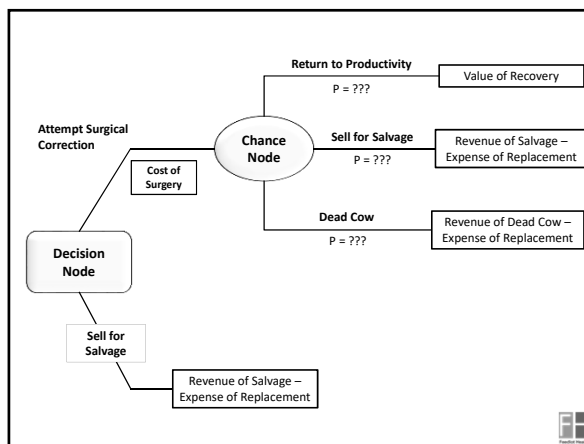 Return to Productivity
P = ???
Value of Recovery
Attempt Surgical
Correction
Chance
Node
Sell for Salvage
P = ???
Revenue of Salvage –
Expense of Replacement
Cost of
Surgery
Dead Cow
P = ???
Revenue of Dead Cow –
Expense of Replacement
Decision
Node
Sell for
Salvage
Revenue of Salvage –
Expense of Replacement